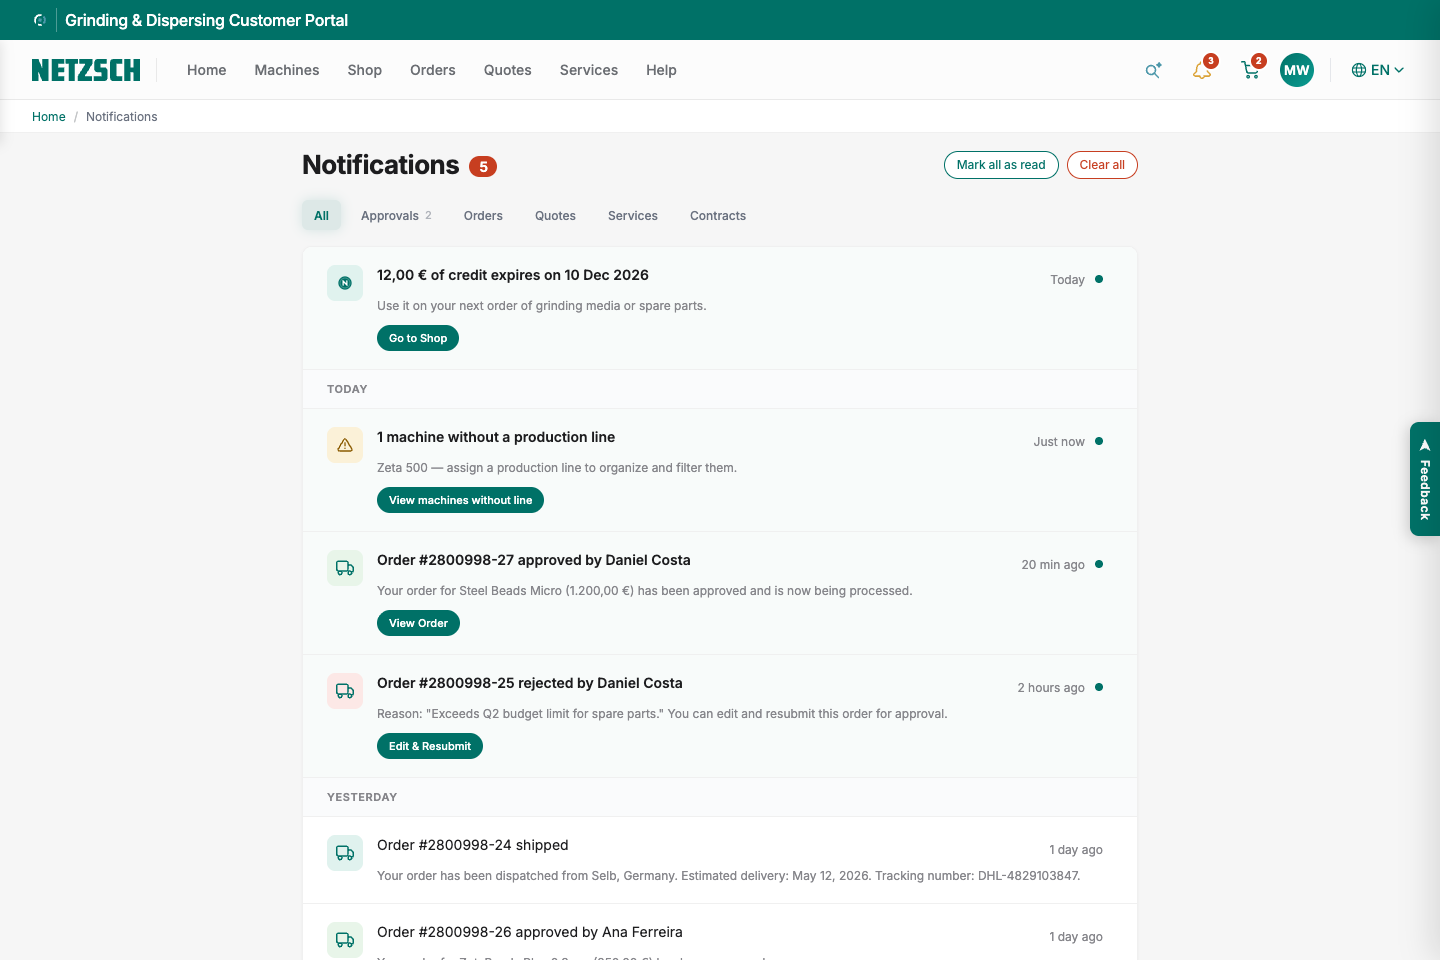 Grinding & Dispersing Customer Portal
NETZSCH
Home
Machines
Shop
Orders
Quotes
Services
Help
3
2
MW
EN
Home / Notifications
Notifications 5
Mark all as read
Clear all
All
Approvals 2
Orders
Quotes
Services
Contracts
N
12,00 € of credit expires on 10 Dec 2026
Today
Use it on your next order of grinding media or spare parts.
Go to Shop
TODAY
1 machine without a production line
Just now
Zeta 500 — assign a production line to organize and filter them.
View machines without line
Order #2800998-27 approved by Daniel Costa
20 min ago
Your order for Steel Beads Micro (1.200,00 €) has been approved and is now being processed.
View Order
Order #2800998-25 rejected by Daniel Costa
2 hours ago
Reason: "Exceeds Q2 budget limit for spare parts." You can edit and resubmit this order for approval.
Edit & Resubmit
YESTERDAY
Order #2800998-24 shipped
1 day ago
Your order has been dispatched from Selb, Germany. Estimated delivery: May 12, 2026. Tracking number: DHL-4829103847.
Order #2800998-26 approved by Ana Ferreira
1 day ago
Feedback